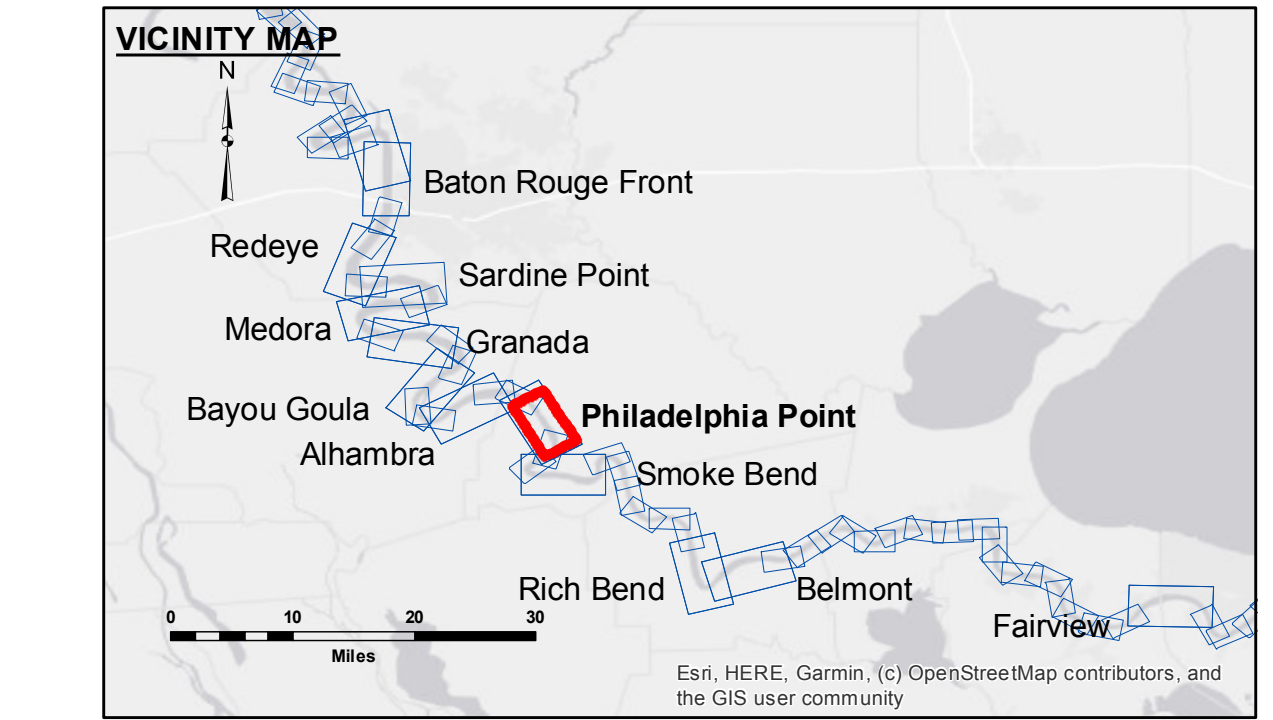 VICINITY MAP
N
Baton Rouge Front
Redeye
Sardine Point
Medora
Granada
Bayou Goula
Philadelphia Point
Alhambra
Smoke Bend
Rich Bend
Belmont
Fairview
0 10 20 30
Miles
Esri, HERE, Garmin, (c) OpenStreetMap contributors, and
the GIS user community